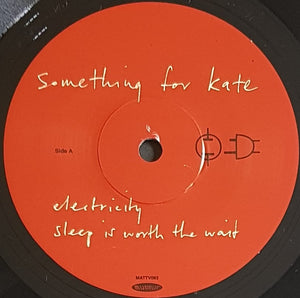 something for kate
Side A
electricity
sleep is worth the wait